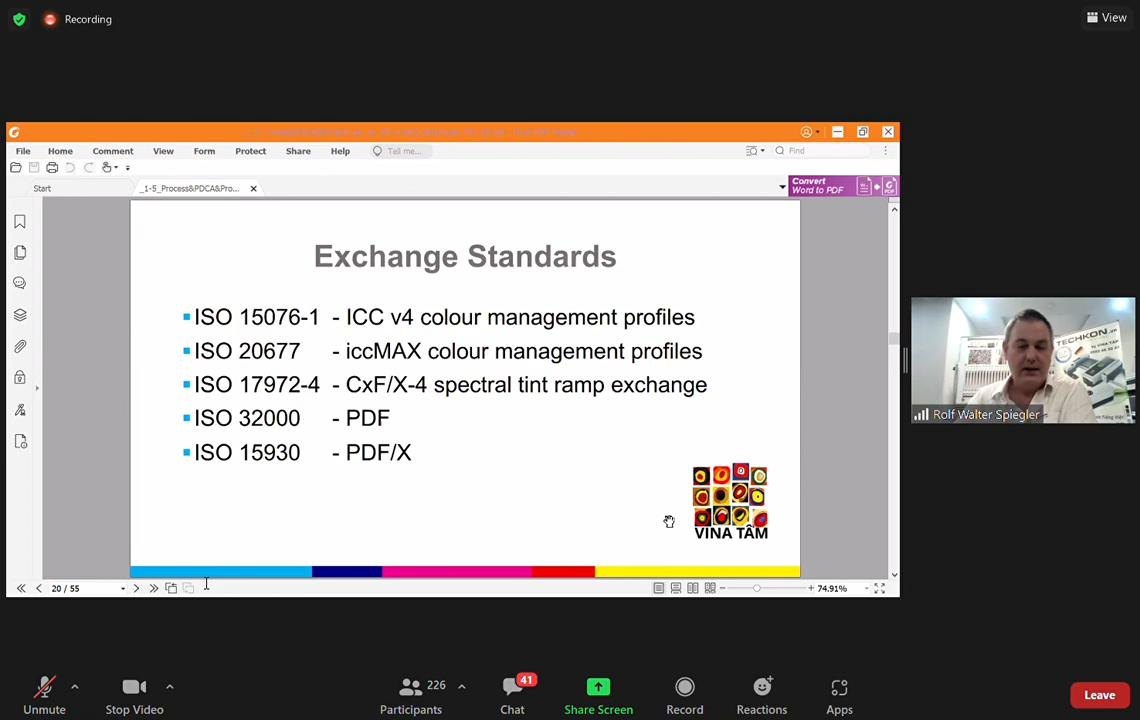 Recording
View
File Home Comment View Form Protect Share Help Tell me... Find
Start _1-5_Process&PDCA&Pro...
Convert
Word to PDF
Exchange Standards
ISO 15076-1 - ICC v4 colour management profiles
ISO 20677 - iccMAX colour management profiles
ISO 17972-4 - CxF/X-4 spectral tint ramp exchange
ISO 32000 - PDF
ISO 15930 - PDF/X
VINA TÂM
20 / 55
74.91%
TECHKON.vn
Rolf Walter Spiegler
Unmute
Stop Video
226
Participants
41
Chat
Share Screen
Record
Reactions
Apps
Leave